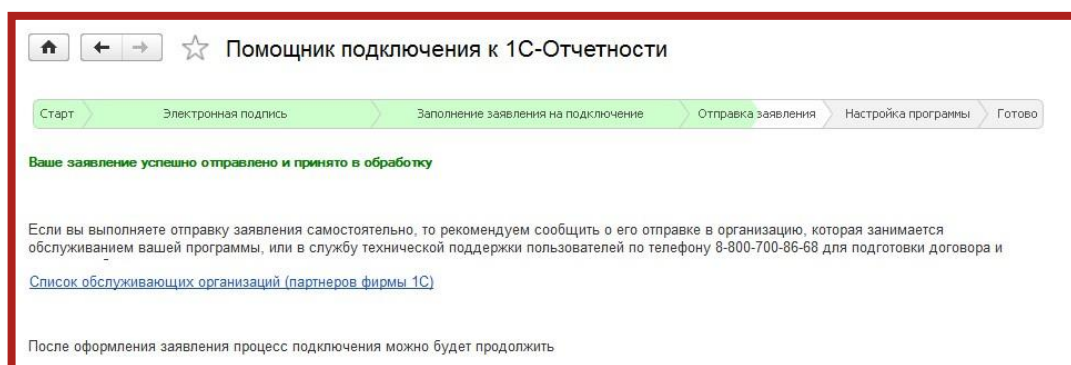 Помощник подключения к 1С-Отчетности
Старт Электронная подпись Заполнение заявления на подключение Отправка заявления Настройка программы Готово
Ваше заявление успешно отправлено и принято в обработку
Если вы выполняете отправку заявления самостоятельно, то рекомендуем сообщить о его отправке в организацию, которая занимается
обслуживанием вашей программы, или в службу технической поддержки пользователей по телефону 8-800-700-86-68 для подготовки договора и
Список обслуживающих организаций (партнеров фирмы 1С)
После оформления заявления процесс подключения можно будет продолжить